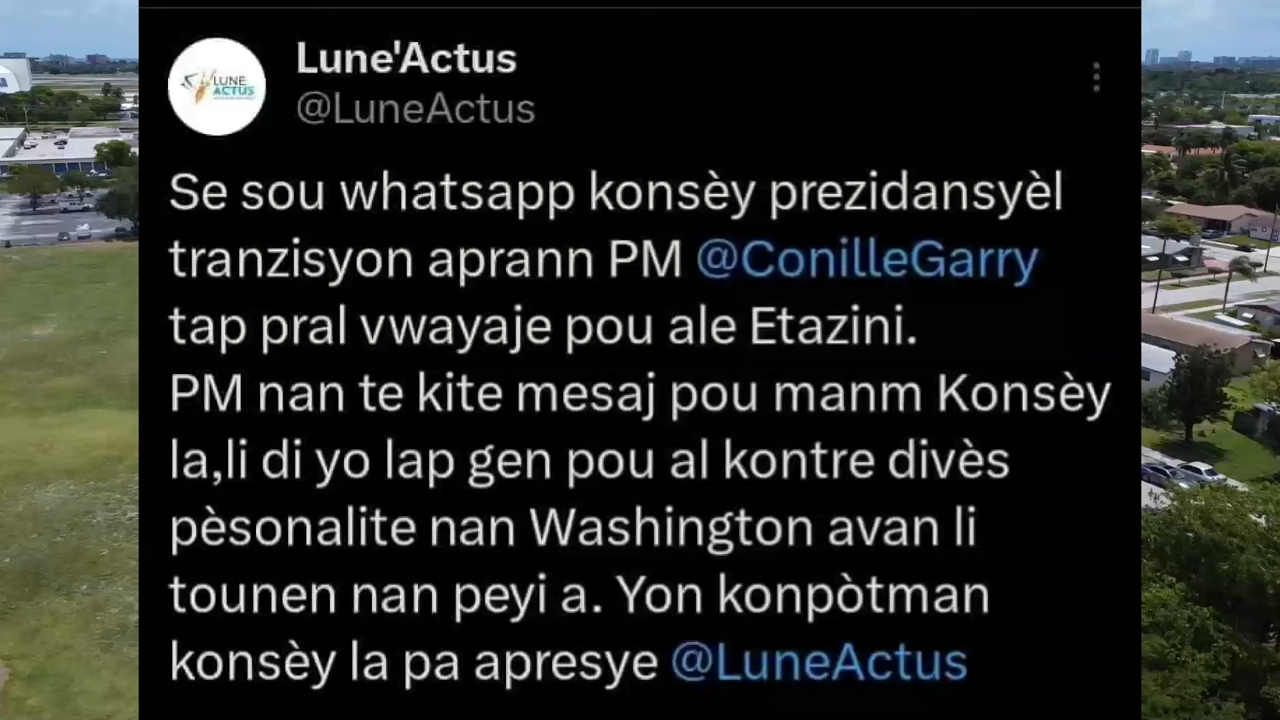 LUNE
ACTUS
Lune'Actus
@LuneActus
Se sou whatsapp konsèy prezidansyèl
tranzisyon aprann PM @ConilleGarry
tap pral vwayaje pou ale Etazini.
PM nan te kite mesaj pou manm Konsèy
la,li di yo lap gen pou al kontre divès
pèsonalite nan Washington avan li
tounen nan peyi a. Yon konpòtman
konsèy la pa apresye @LuneActus